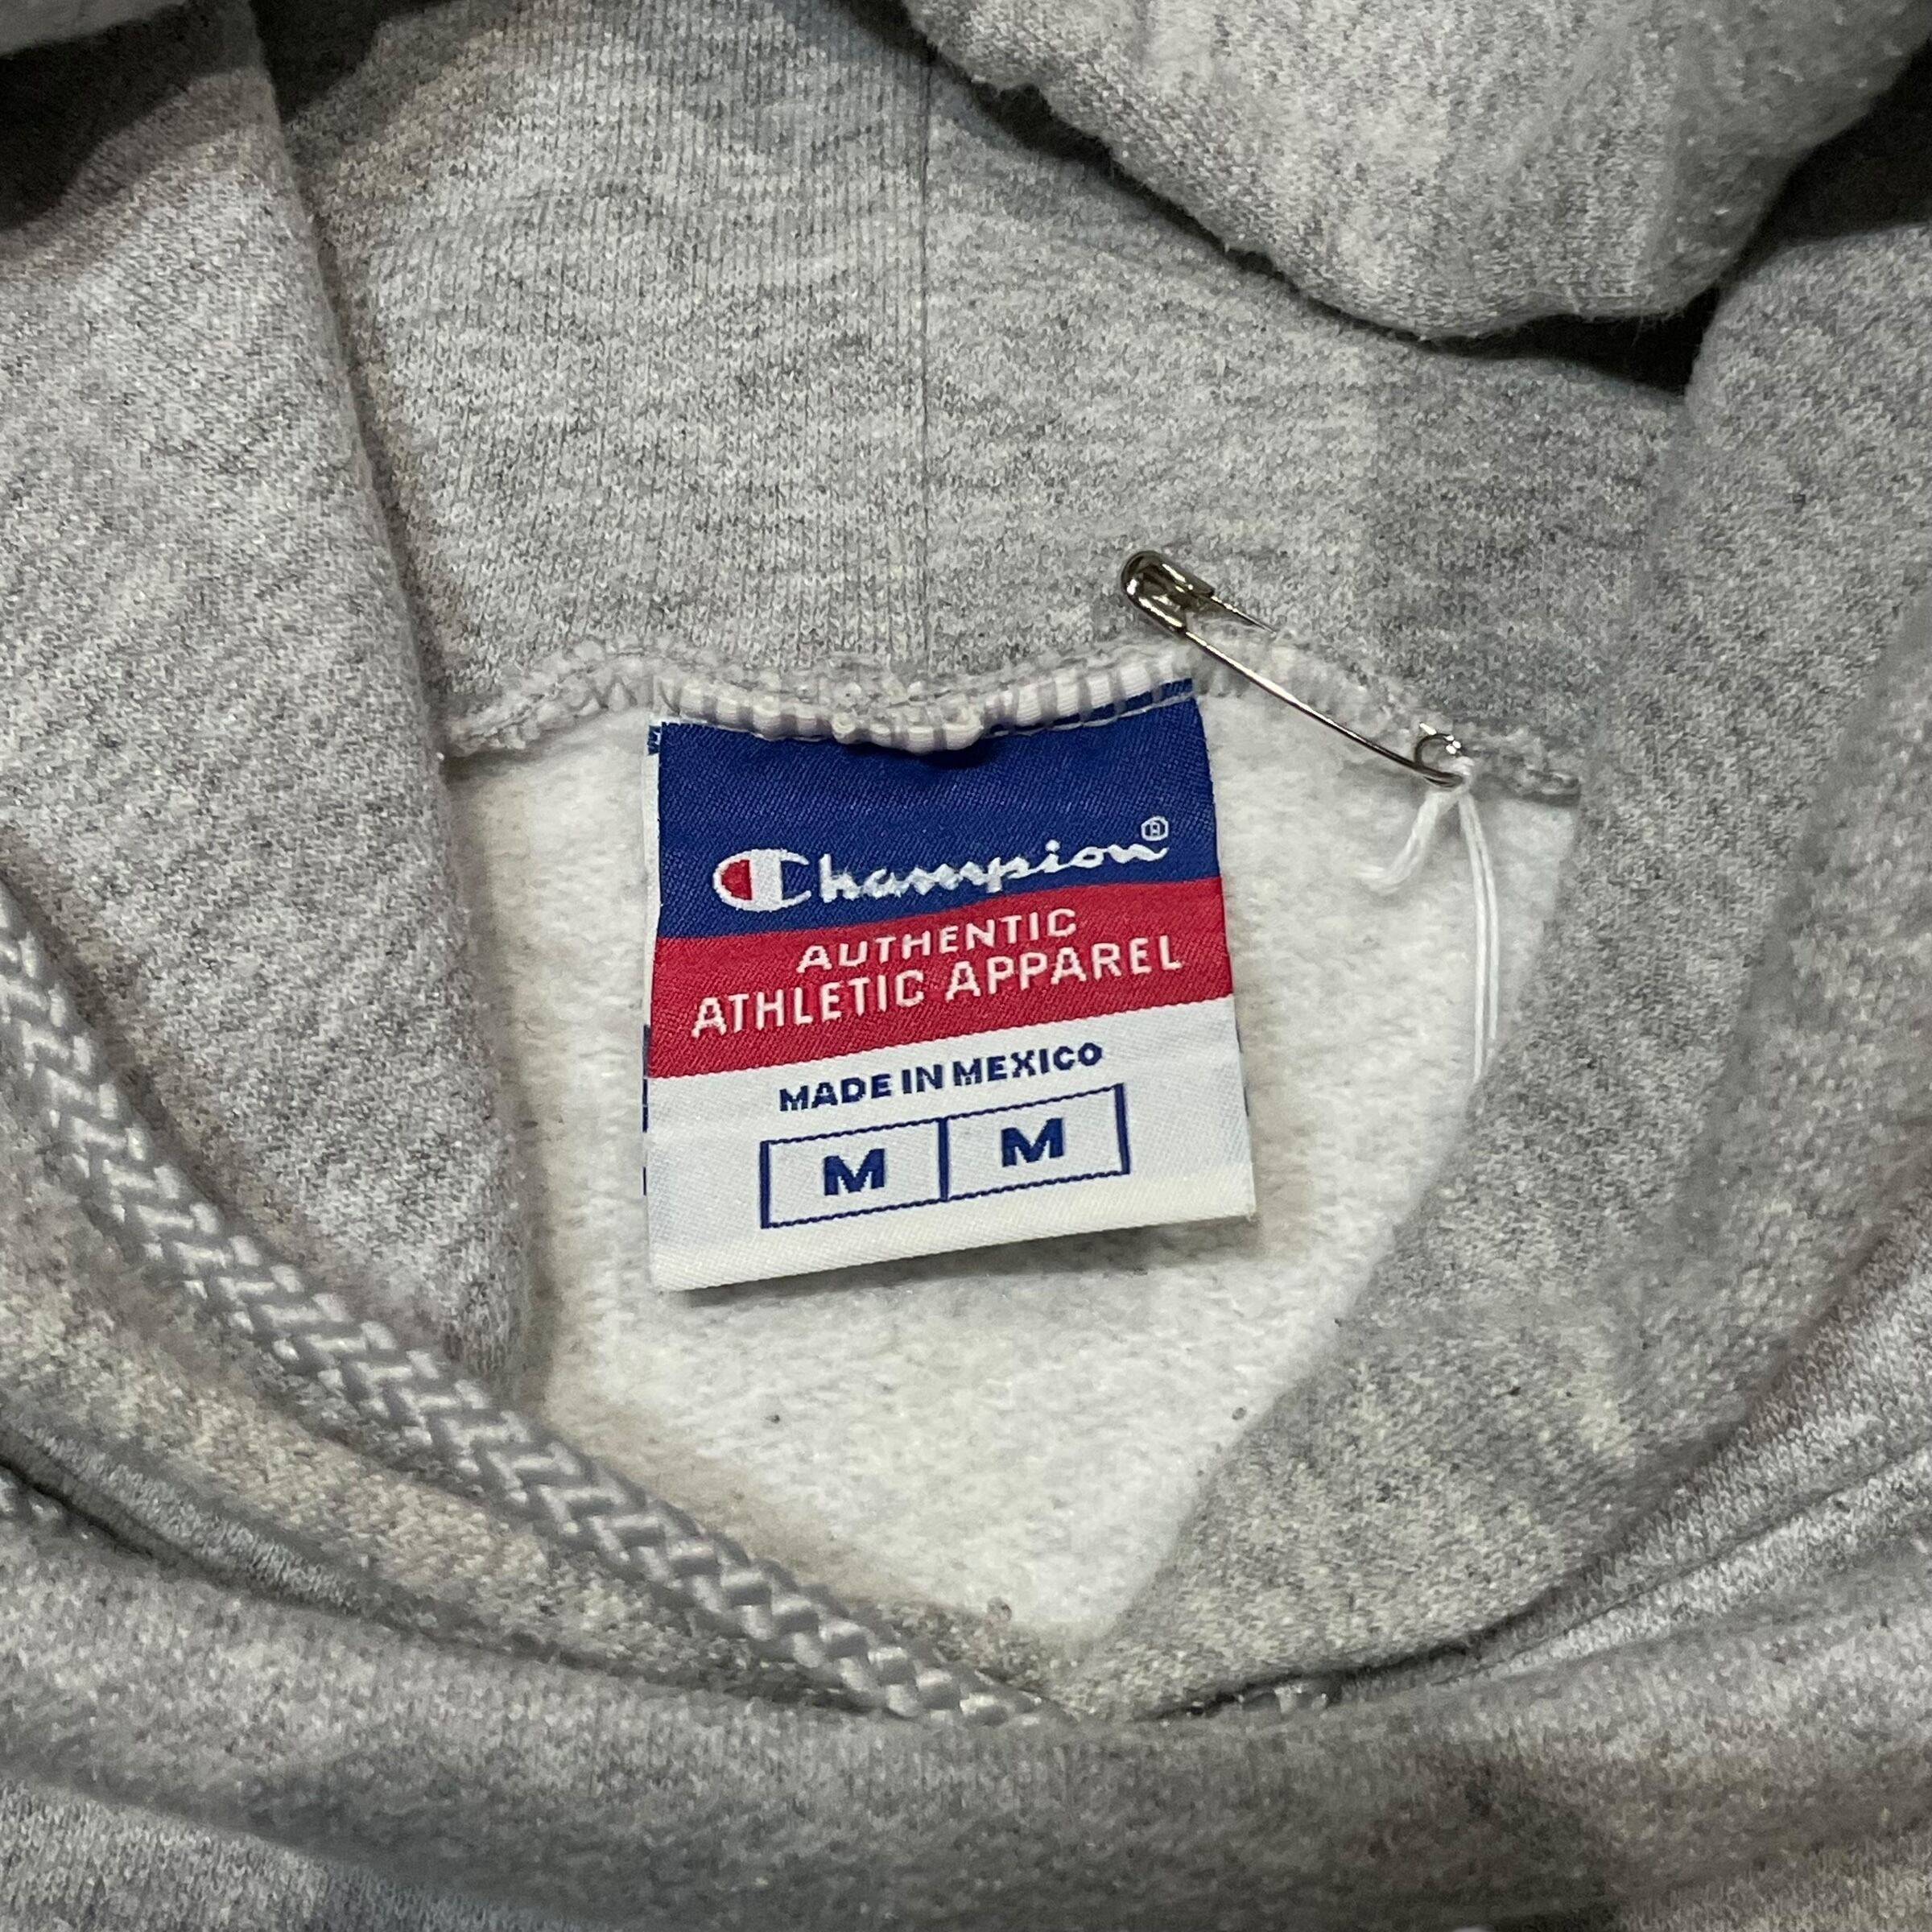 Champion®
AUTHENTIC
ATHLETIC APPAREL
MADE IN MEXICO
M M